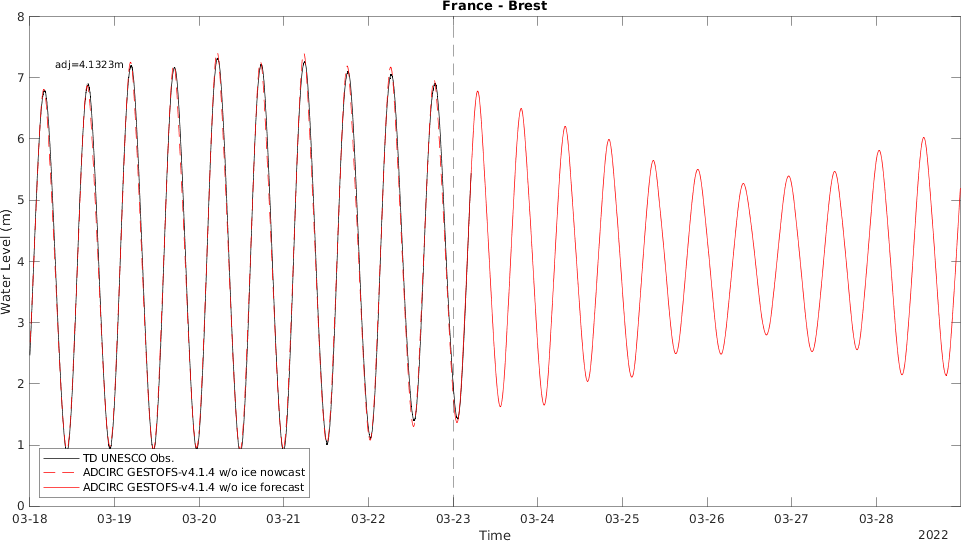 France - Brest
8
7
6
5
4
3
2
1
0
Water Level (m)
adj=4.1323m
TD UNESCO Obs.
ADCIRC GESTOFS-v4.1.4 w/o ice nowcast
ADCIRC GESTOFS-v4.1.4 w/o ice forecast
03-18 03-19 03-20 03-21 03-22 03-23 03-24 03-25 03-26 03-27 03-28
Time
2022